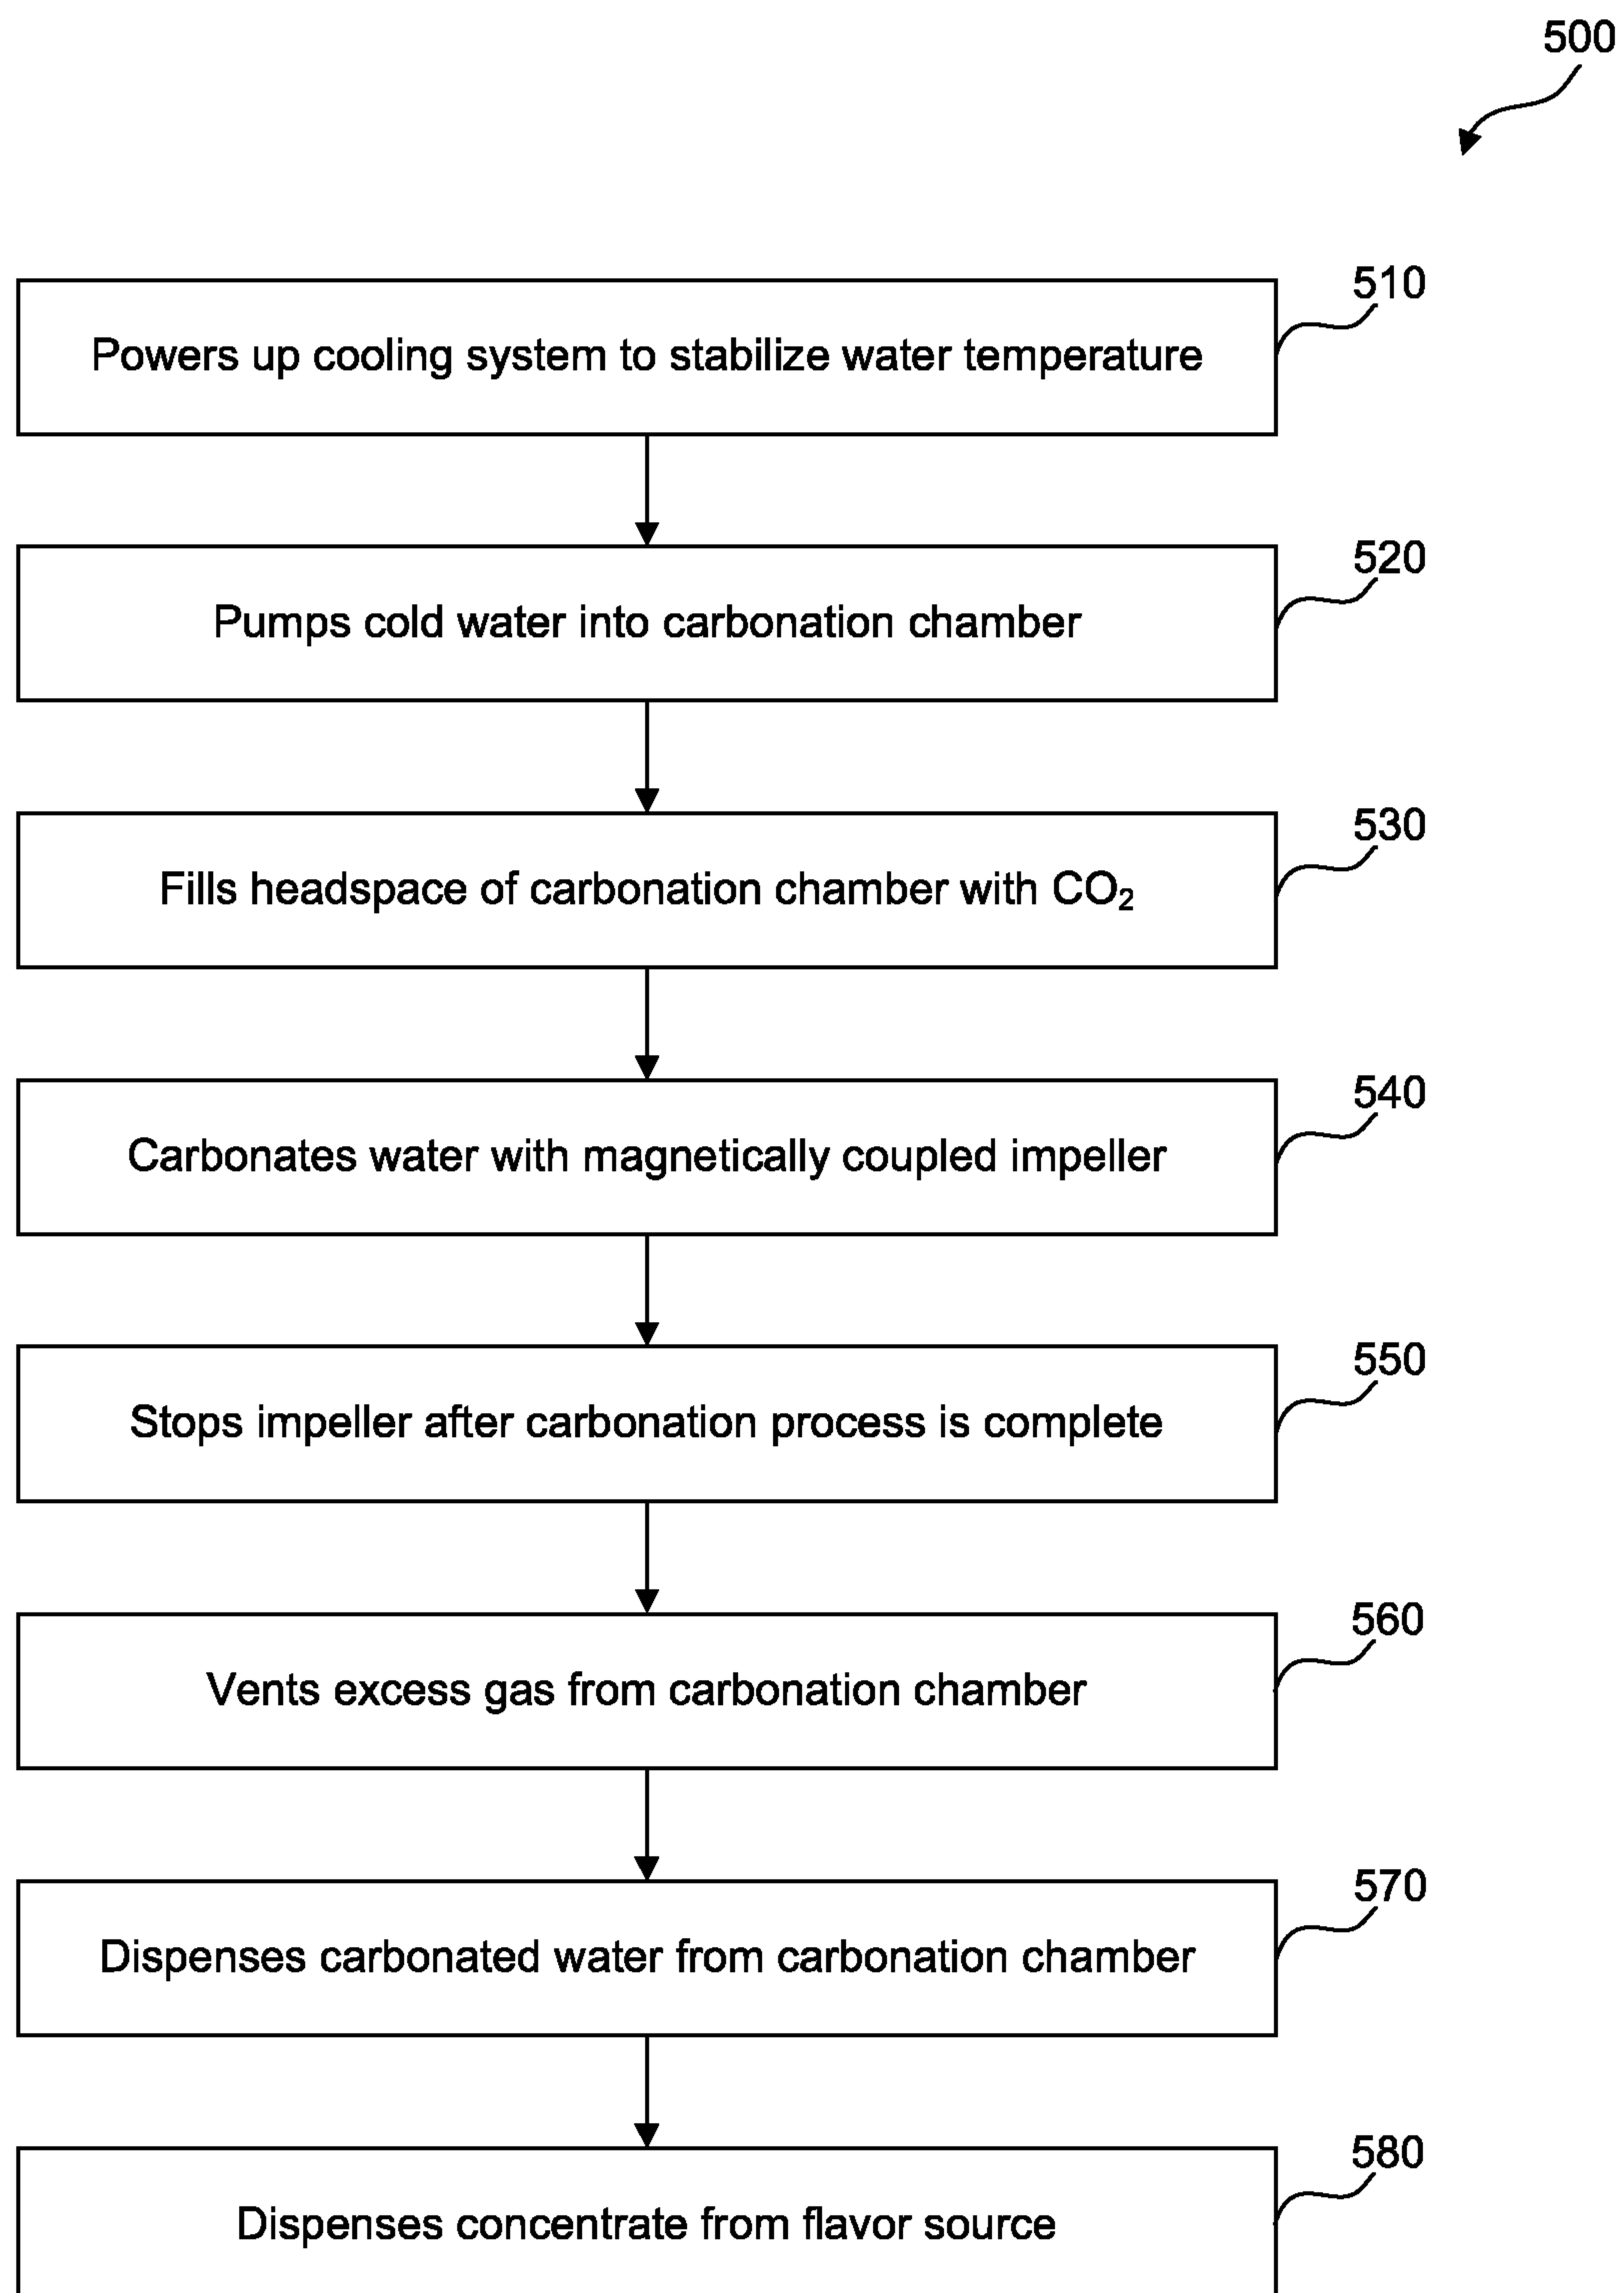 500
510
Powers up cooling system to stabilize water temperature
520
Pumps cold water into carbonation chamber
530
Fills headspace of carbonation chamber with CO₂
540
Carbonates water with magnetically coupled impeller
550
Stops impeller after carbonation process is complete
560
Vents excess gas from carbonation chamber
570
Dispenses carbonated water from carbonation chamber
580
Dispenses concentrate from flavor source